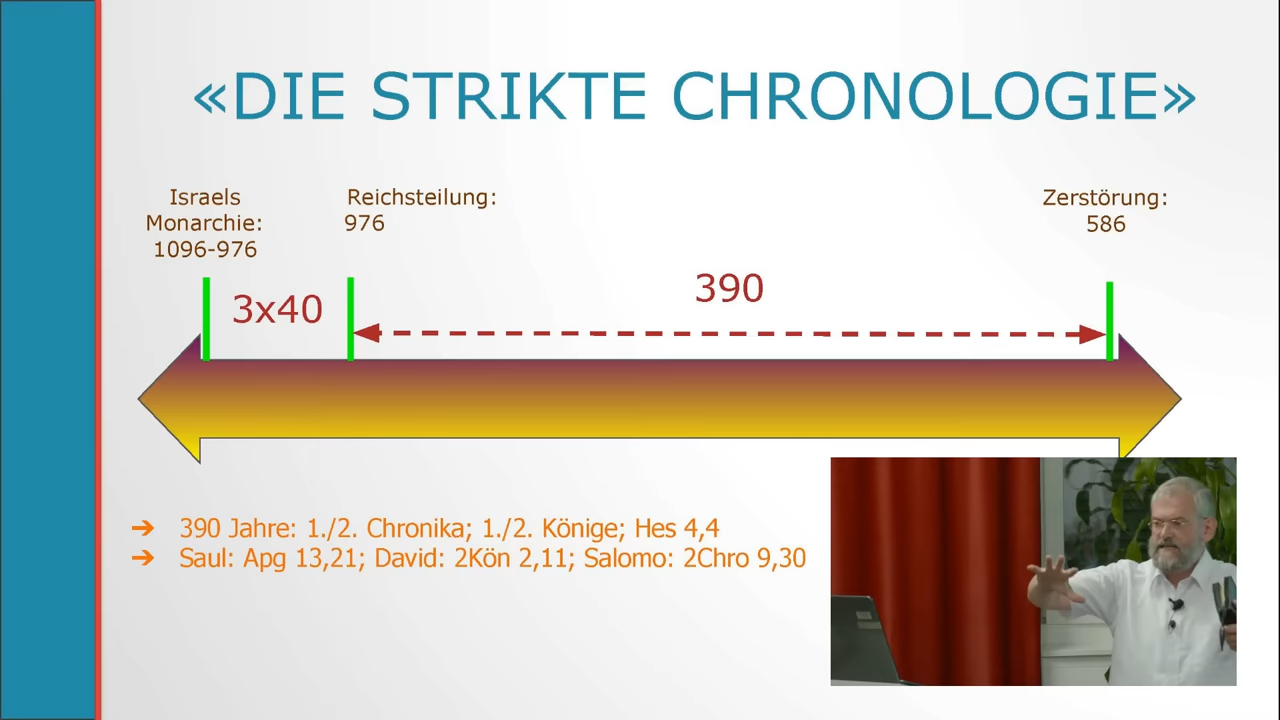 «DIE STRIKTE CHRONOLOGIE»
Israels
Monarchie:
1096-976
Reichsteilung:
976
Zerstörung:
586
3x40
390
➔ 390 Jahre: 1./2. Chronika; 1./2. Könige; Hes 4,4
➔ Saul: Apg 13,21; David: 2Kön 2,11; Salomo: 2Chro 9,30